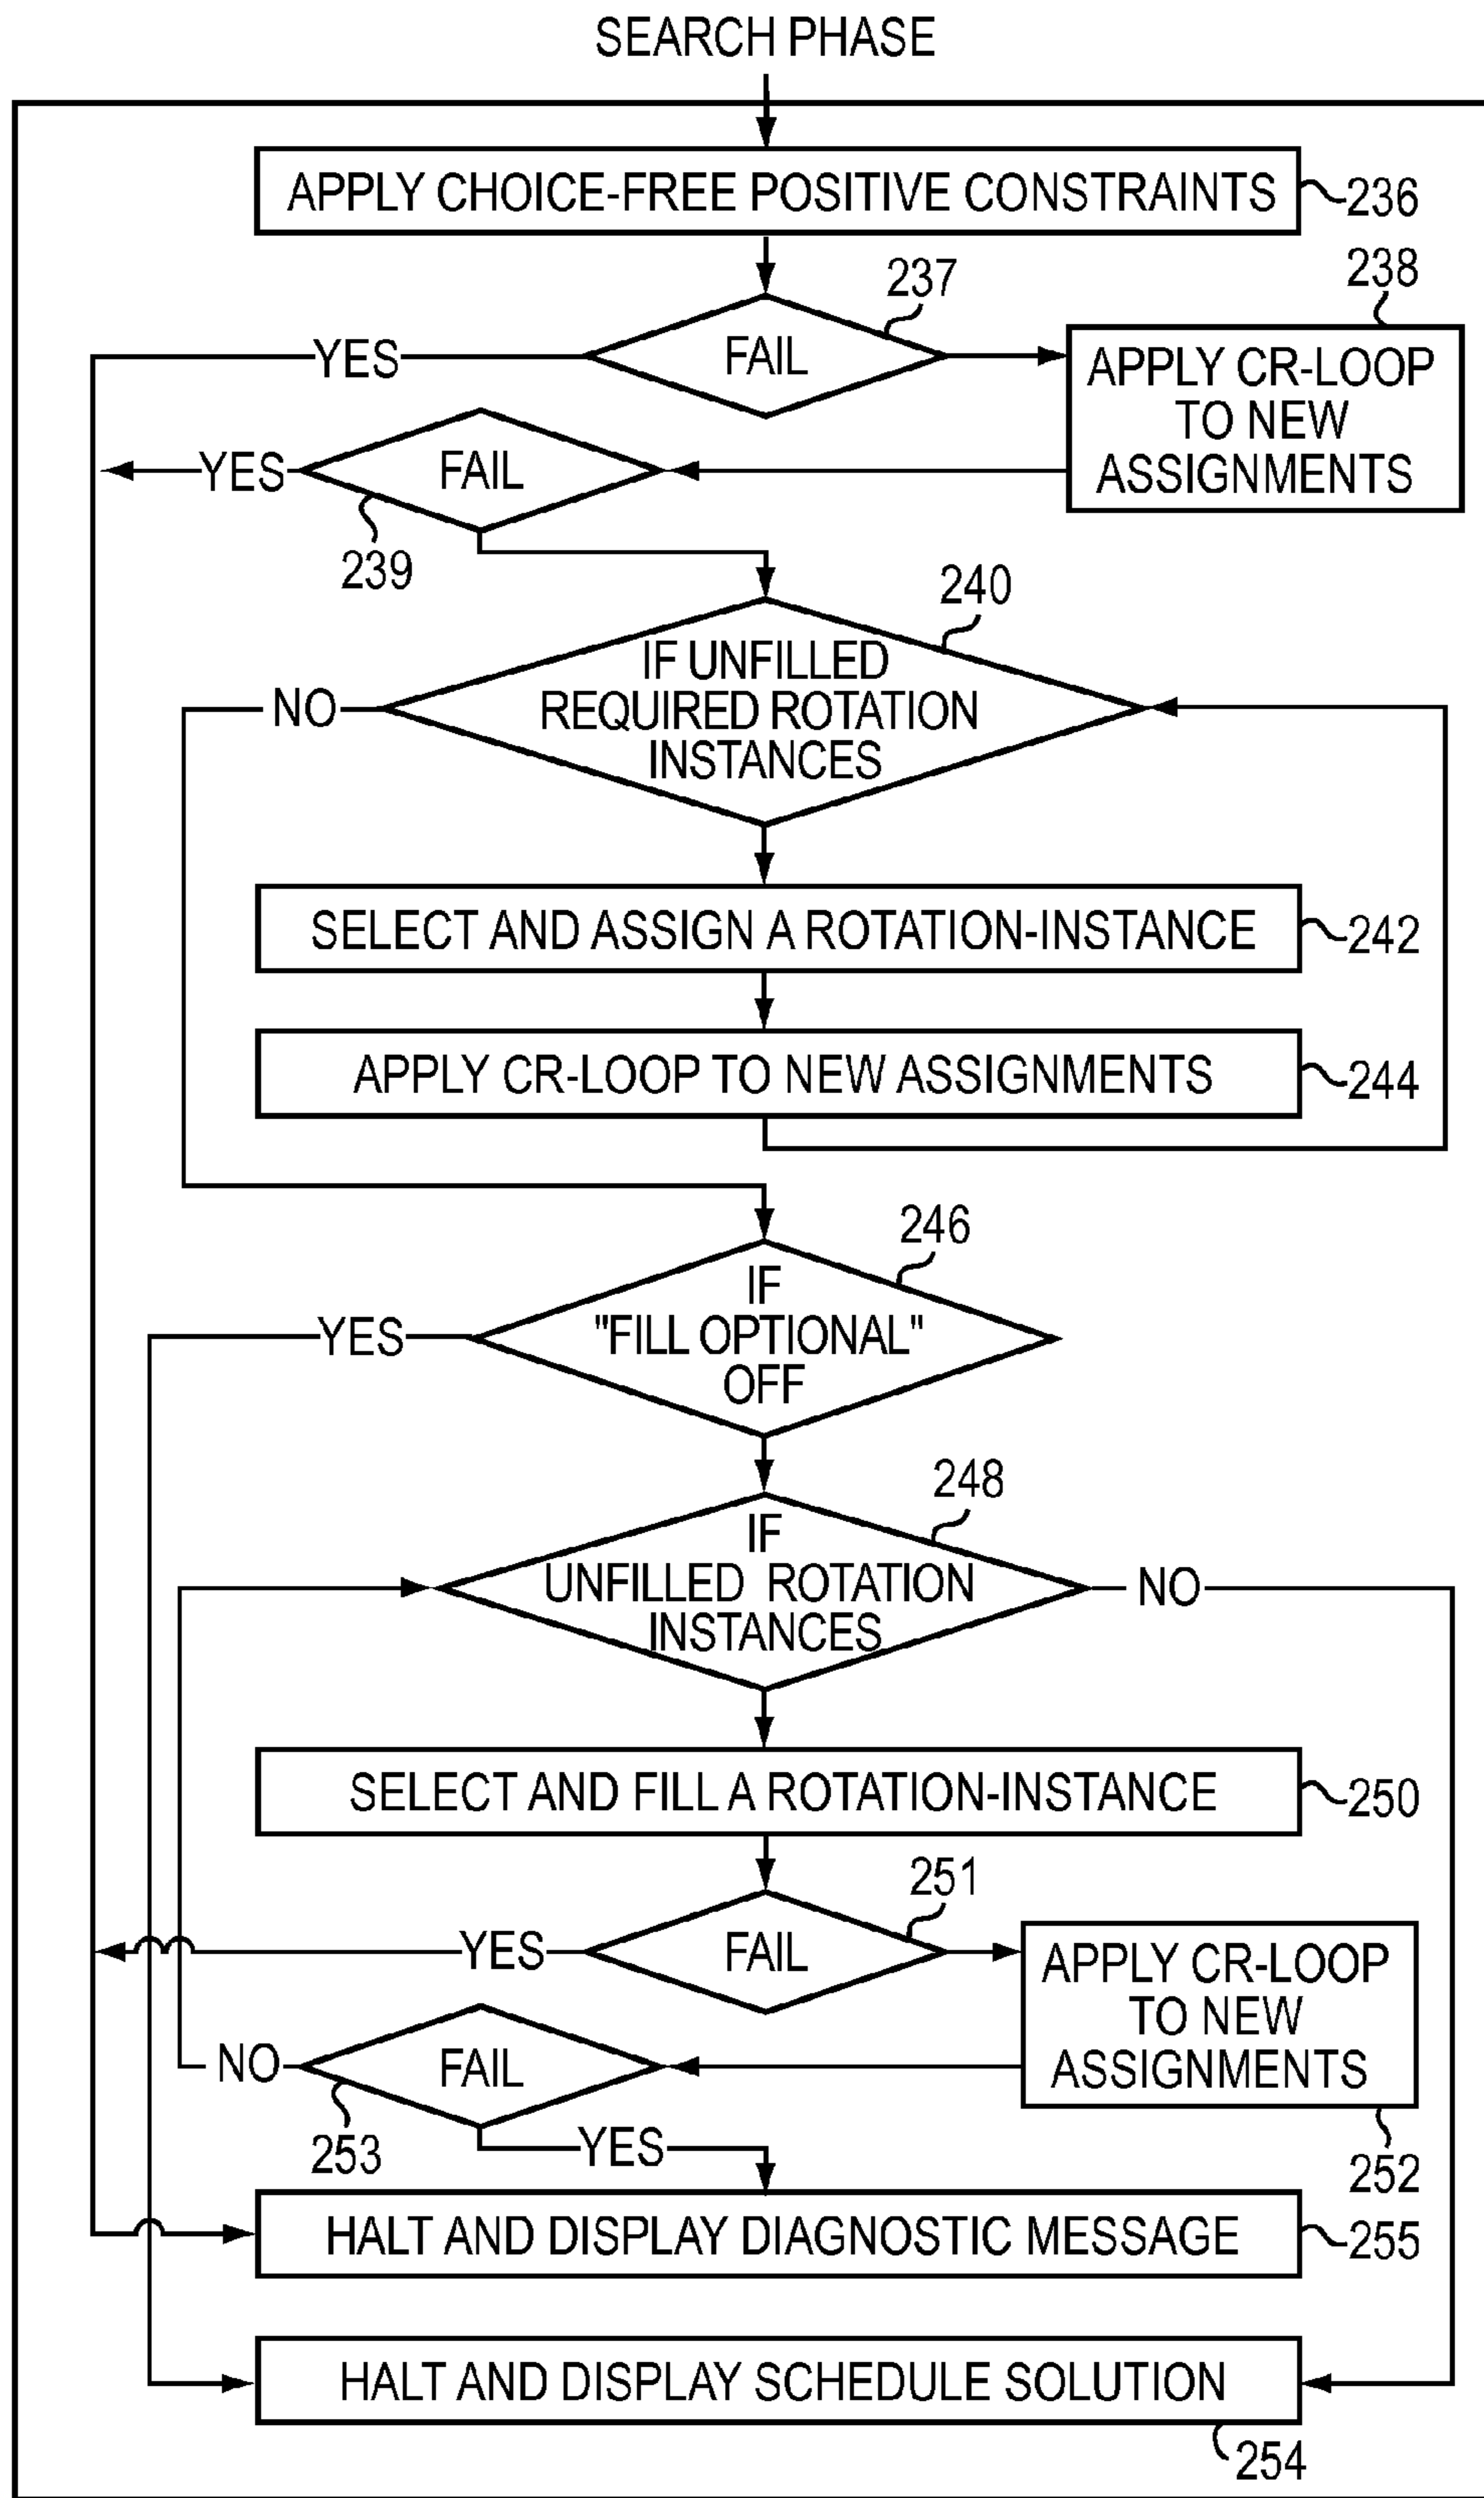 SEARCH PHASE
APPLY CHOICE-FREE POSITIVE CONSTRAINTS
236
237
238
YES
FAIL
APPLY CR-LOOP
TO NEW
ASSIGNMENTS
YES
FAIL
239
240
IF UNFILLED
REQUIRED ROTATION
INSTANCES
NO
SELECT AND ASSIGN A ROTATION-INSTANCE
242
APPLY CR-LOOP TO NEW ASSIGNMENTS
244
246
IF
"FILL OPTIONAL"
OFF
YES
248
IF
UNFILLED ROTATION
INSTANCES
NO
SELECT AND FILL A ROTATION-INSTANCE
250
251
YES
FAIL
APPLY CR-LOOP
TO NEW
ASSIGNMENTS
NO
FAIL
253
YES
252
HALT AND DISPLAY DIAGNOSTIC MESSAGE
255
HALT AND DISPLAY SCHEDULE SOLUTION
254